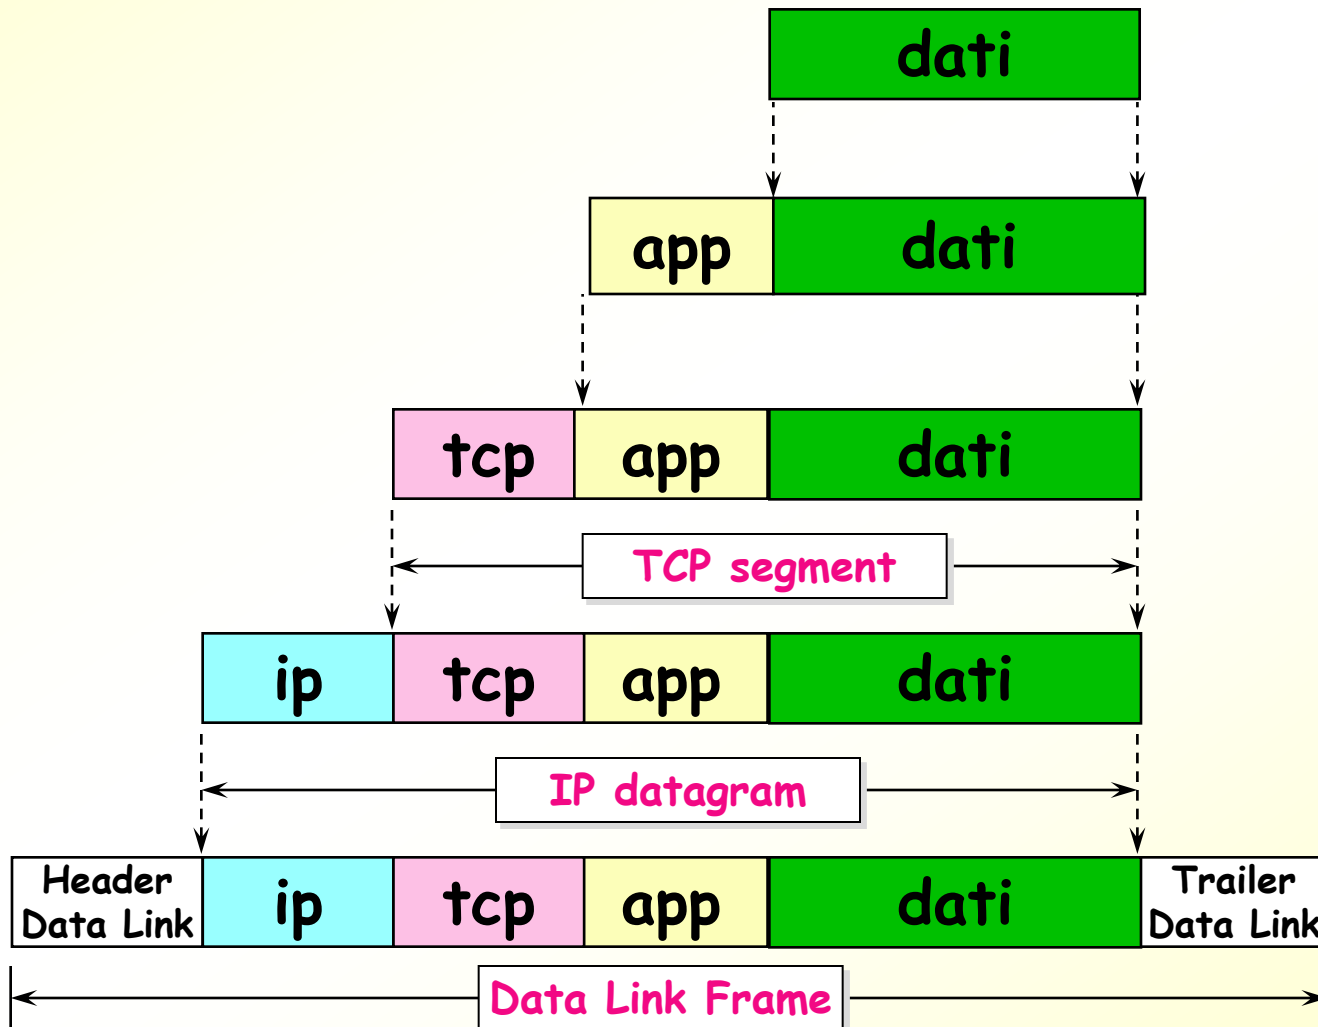 dati
app dati
tcp app dati
TCP segment
ip tcp app dati
IP datagram
Header
Data Link
ip tcp app dati
Trailer
Data Link
Data Link Frame